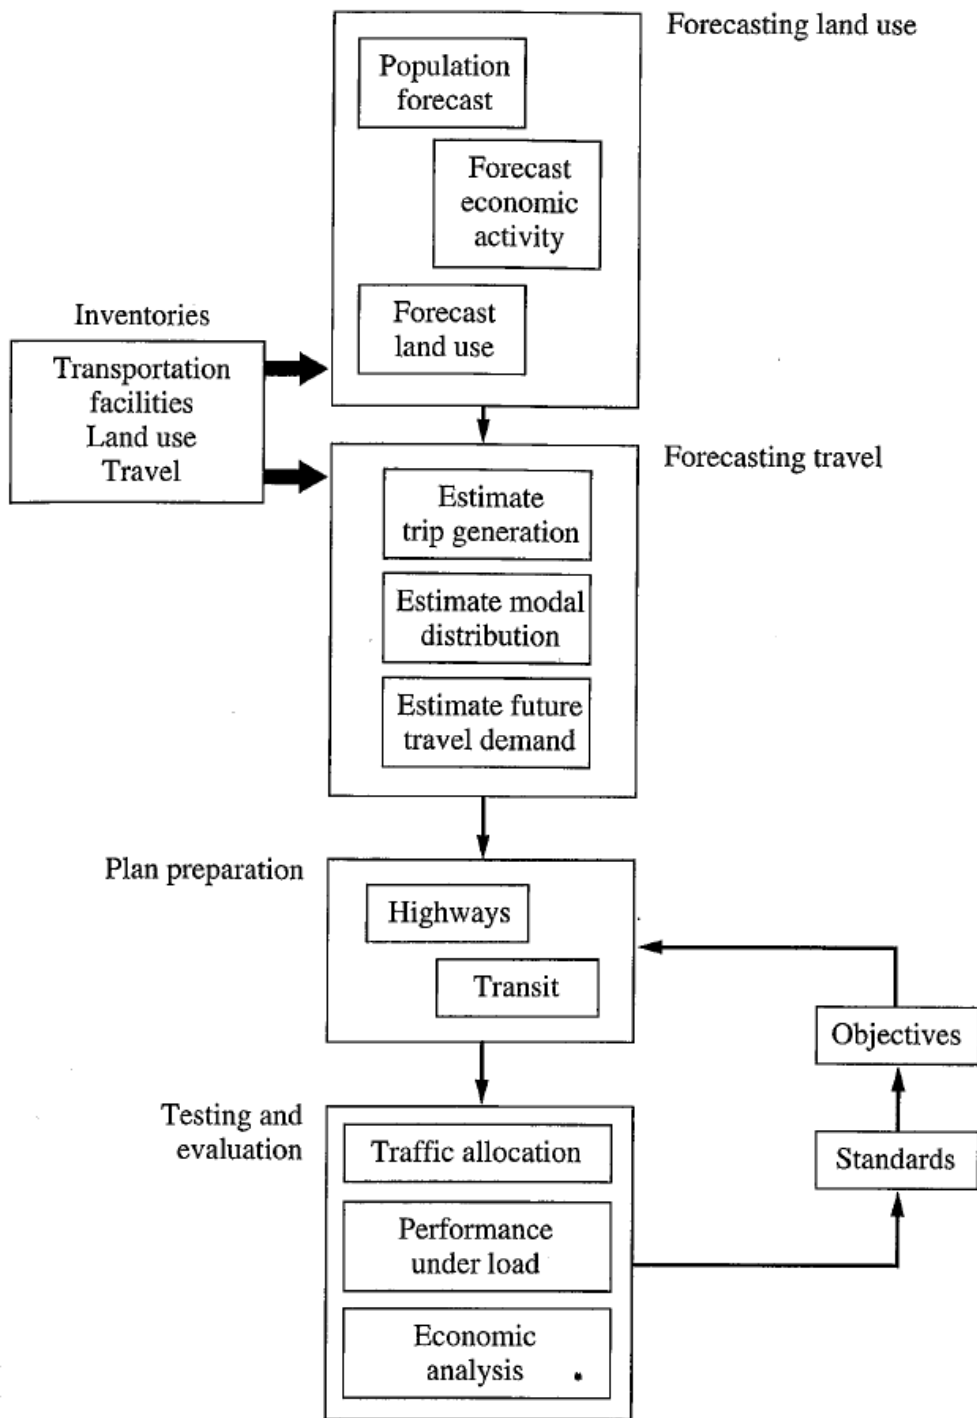 Forecasting land use
Population
forecast
Forecast
economic
activity
Forecast
land use
Inventories
Transportation
facilities
Land use
Travel
Forecasting travel
Estimate
trip generation
Estimate modal
distribution
Estimate future
travel demand
Plan preparation
Highways
Transit
Objectives
Standards
Testing and
evaluation
Traffic allocation
Performance
under load
Economic
analysis